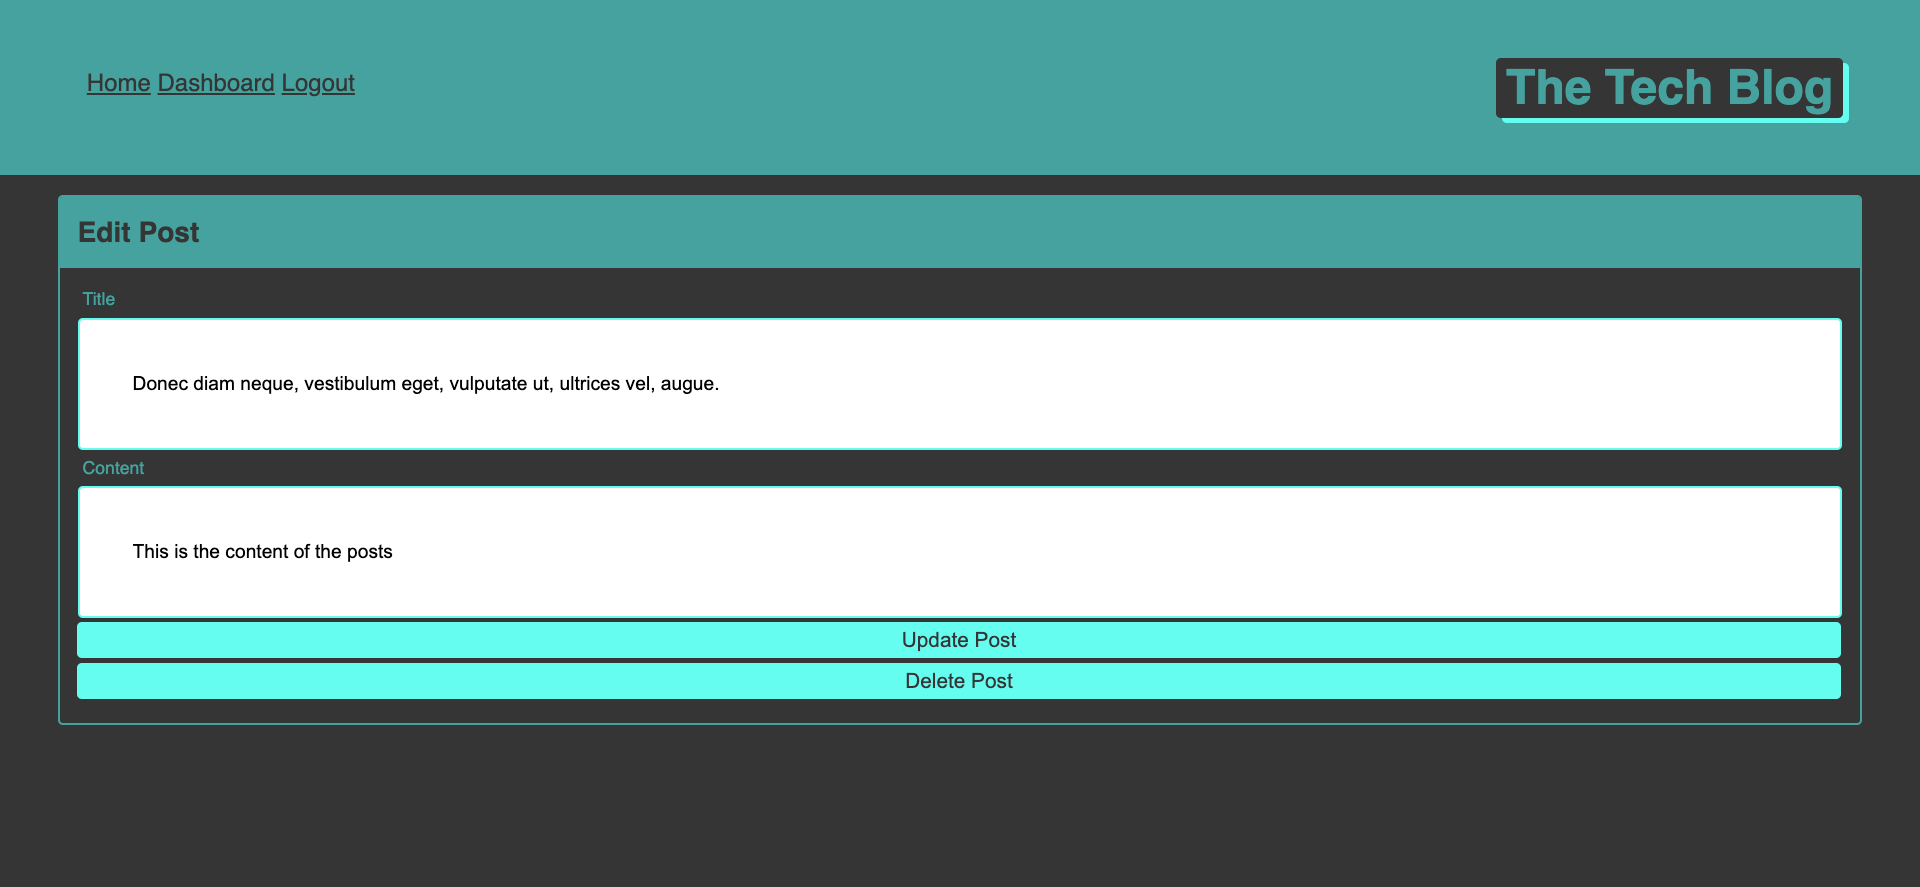 Home Dashboard Logout
The Tech Blog
Edit Post
Title
Donec diam neque, vestibulum eget, vulputate ut, ultrices vel, augue.
Content
This is the content of the posts
Update Post
Delete Post